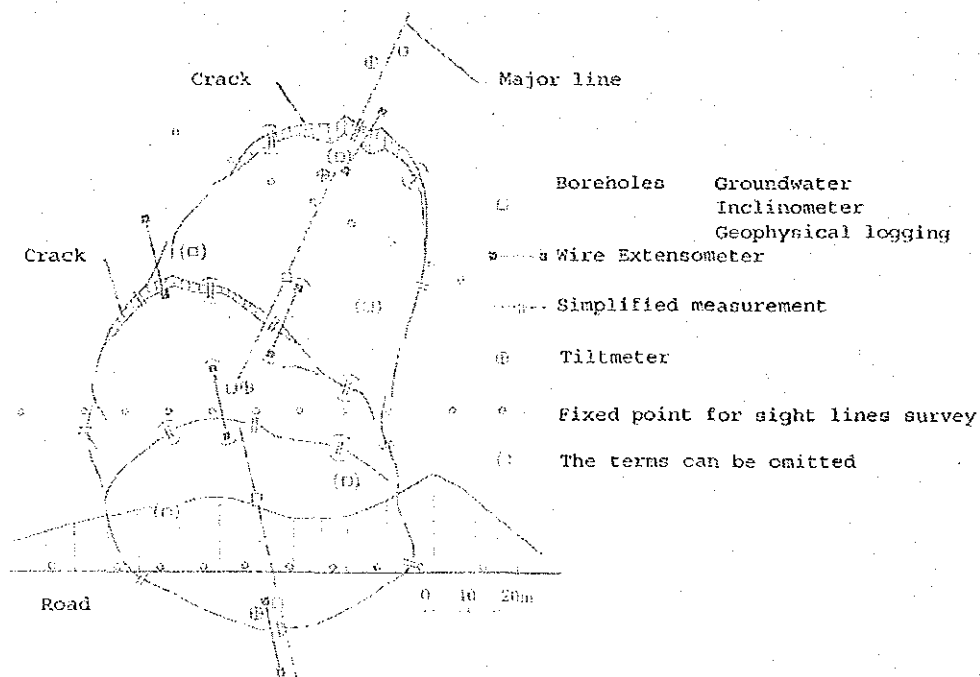 Crack
Major line
Boreholes Groundwater
Inclinometer
Geophysical logging
Crack
Wire Extensometer
Simplified measurement
Tiltmeter
Fixed point for sight lines survey
The terms can be omitted
Road
0 10 20m